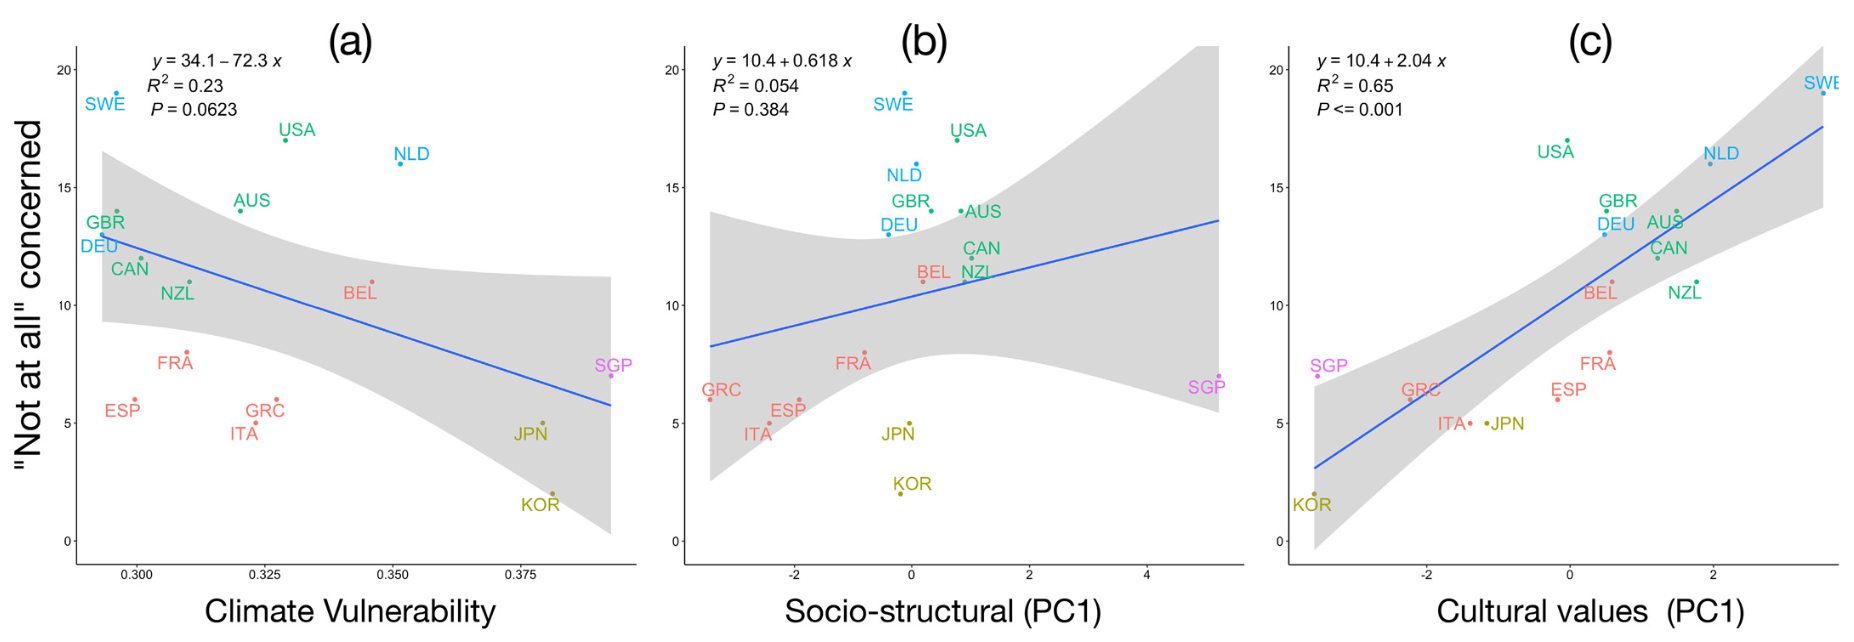 (a)
y = 34.1 – 72.3 x
R² = 0.23
P = 0.0623
"Not at all" concerned
20
15
10
5
0
SWE
USA
NLD
AUS
GBR
DEU
CAN
NZL
BEL
FRA
SGP
ESP
GRC
ITA
JPN
KOR
0.300
0.325
0.350
0.375
Climate Vulnerability
(b)
y = 10.4 + 0.618 x
R² = 0.054
P = 0.384
20
15
10
5
0
SWE
USA
NLD
GBR
AUS
DEU
CAN
BEL
NZL
FRA
GRC
SGP
ESP
ITA
JPN
KOR
-2
0
2
4
Socio-structural (PC1)
(c)
y = 10.4 + 2.04 x
R² = 0.65
P <= 0.001
20
15
10
5
0
SWE
USA
NLD
GBR
AUS
DEU
CAN
BEL
NZL
SGP
FRA
GRC
ESP
ITA
JPN
KOR
-2
0
2
Cultural values (PC1)